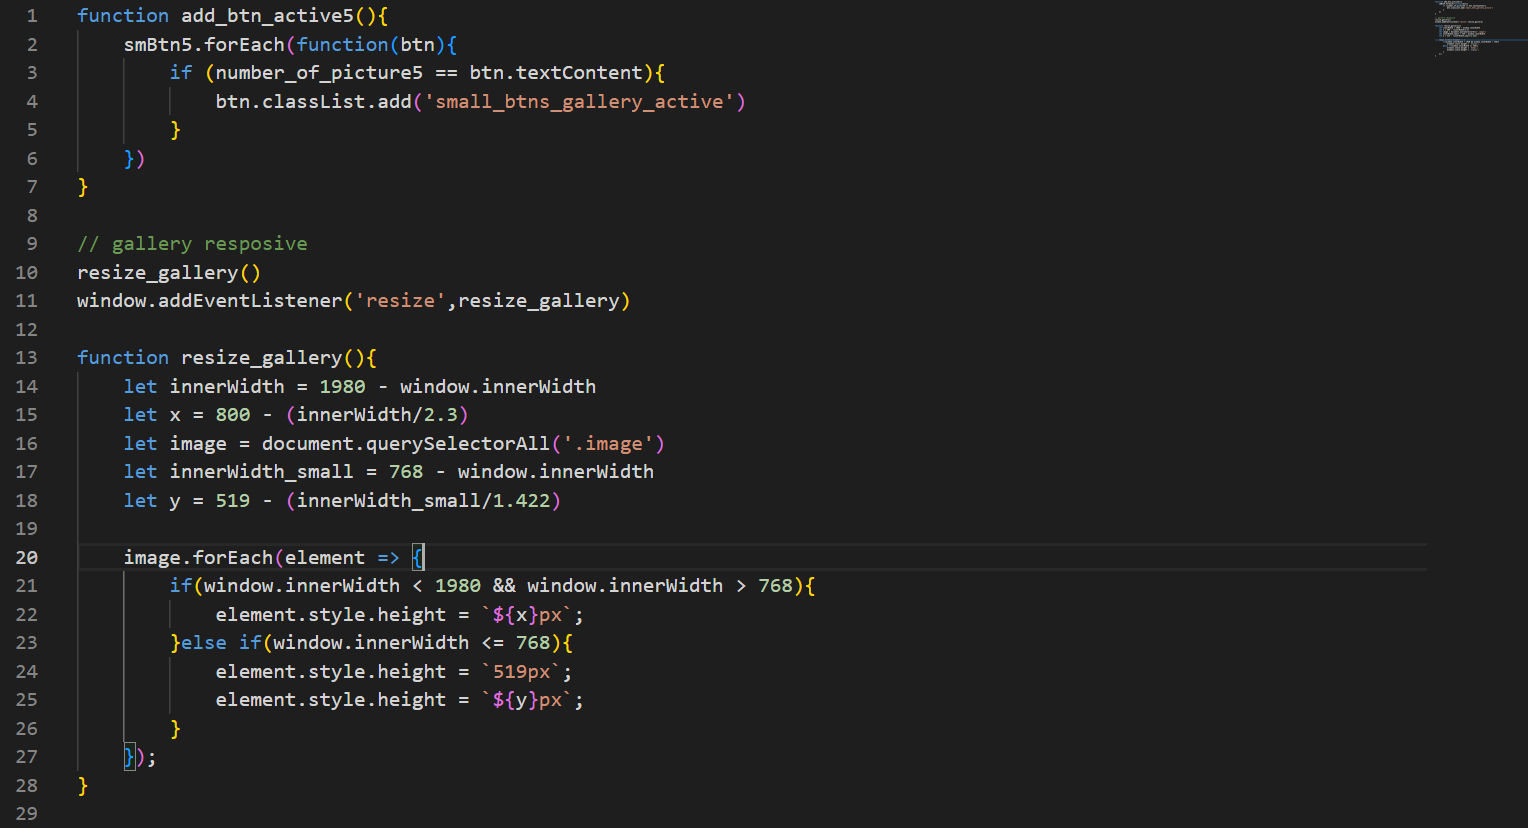 1 function add_btn_active5(){
2 smBtn5.forEach(function(btn){
3 if (number_of_picture5 == btn.textContent){
4 btn.classList.add('small_btns_gallery_active')
5 }
6 })
7 }
8
9 // gallery resposive
10 resize_gallery()
11 window.addEventListener('resize',resize_gallery)
12
13 function resize_gallery(){
14 let innerWidth = 1980 - window.innerWidth
15 let x = 800 - (innerWidth/2.3)
16 let image = document.querySelectorAll('.image')
17 let innerWidth_small = 768 - window.innerWidth
18 let y = 519 - (innerWidth_small/1.422)
19
20 image.forEach(element => {
21 if(window.innerWidth < 1980 && window.innerWidth > 768){
22 element.style.height = `${x}px`;
23 }else if(window.innerWidth <= 768){
24 element.style.height = `519px`;
25 element.style.height = `${y}px`;
26 }
27 });
28 }
29